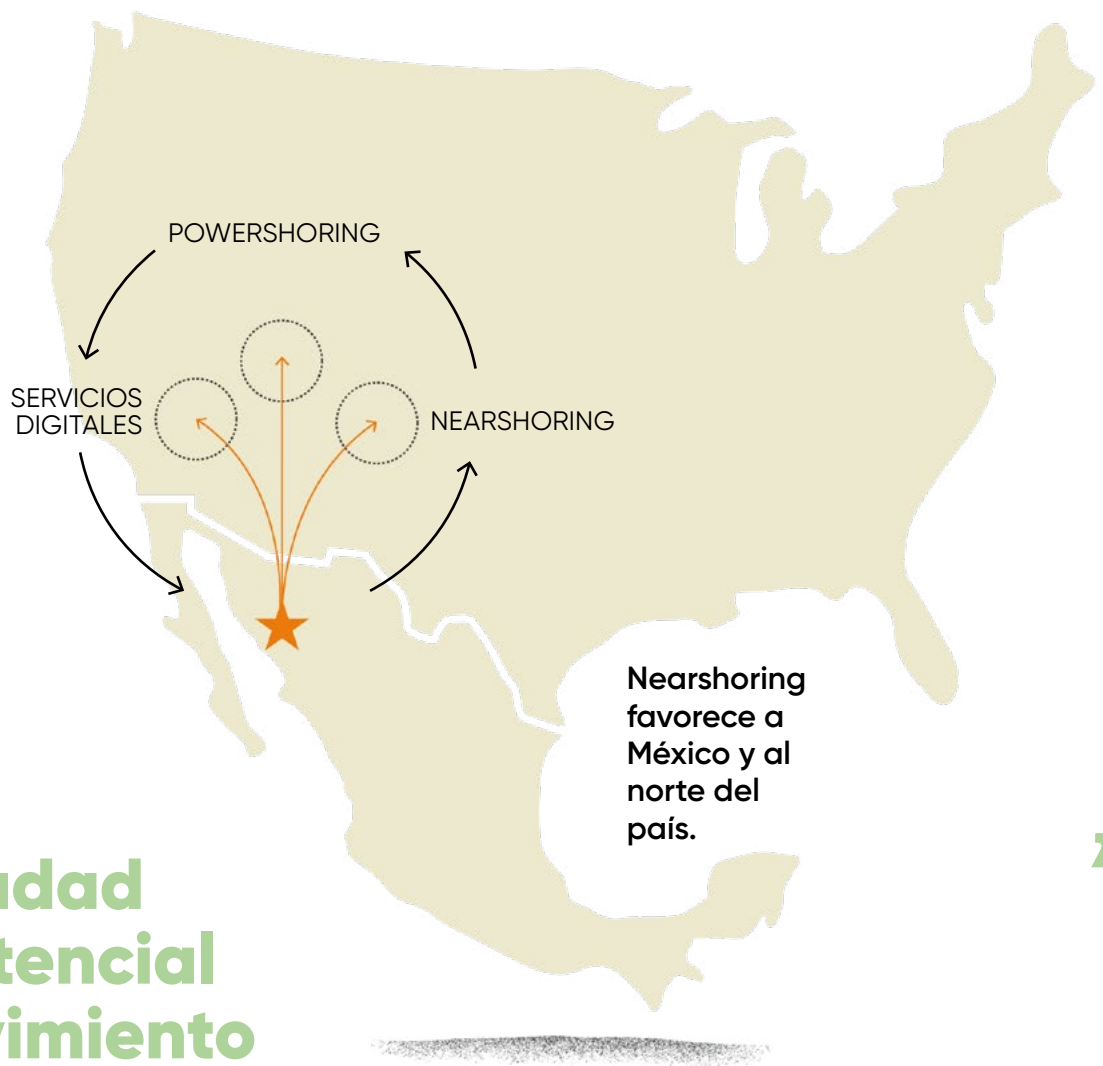 POWERSHORING
SERVICIOS
DIGITALES
NEARSHORING
Nearshoring
favorece a
México y al
norte del
país.
udad
tencial
vimiento